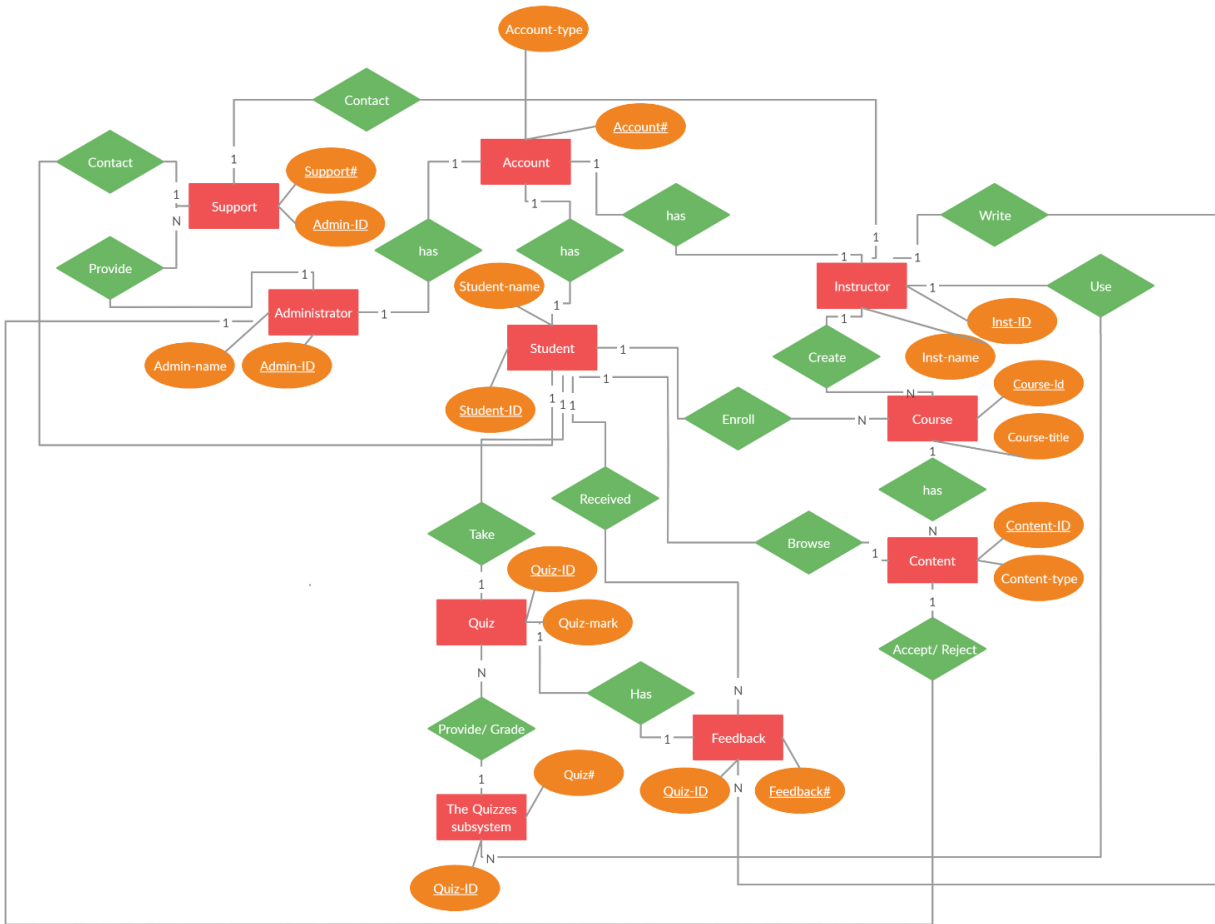 Account-type
Contact
Account#
1
Contact
1
1
Account
1
Support#
1
Support
Admin-ID
N
1
1
has
Write
has
has
1
1
1
Provide
1
Instructor
1
Use
Student-name
Administrator
1
1
Inst-ID
1
1
Student
1
Create
Inst-name
Admin-name
Admin-ID
1
1
Course-Id
N
Student-ID
1
1
1
Enroll
N
Course
Course-title
1
has
Received
Content-ID
Take
N
Browse
1
Content
Content-type
Quiz-ID
1
1
Quiz
Quiz-mark
1
Accept/ Reject
N
Has
N
Provide/ Grade
1
Feedback
Quiz#
1
Quiz-ID
N
Feedback#
The Quizzes
subsystem
N
Quiz-ID